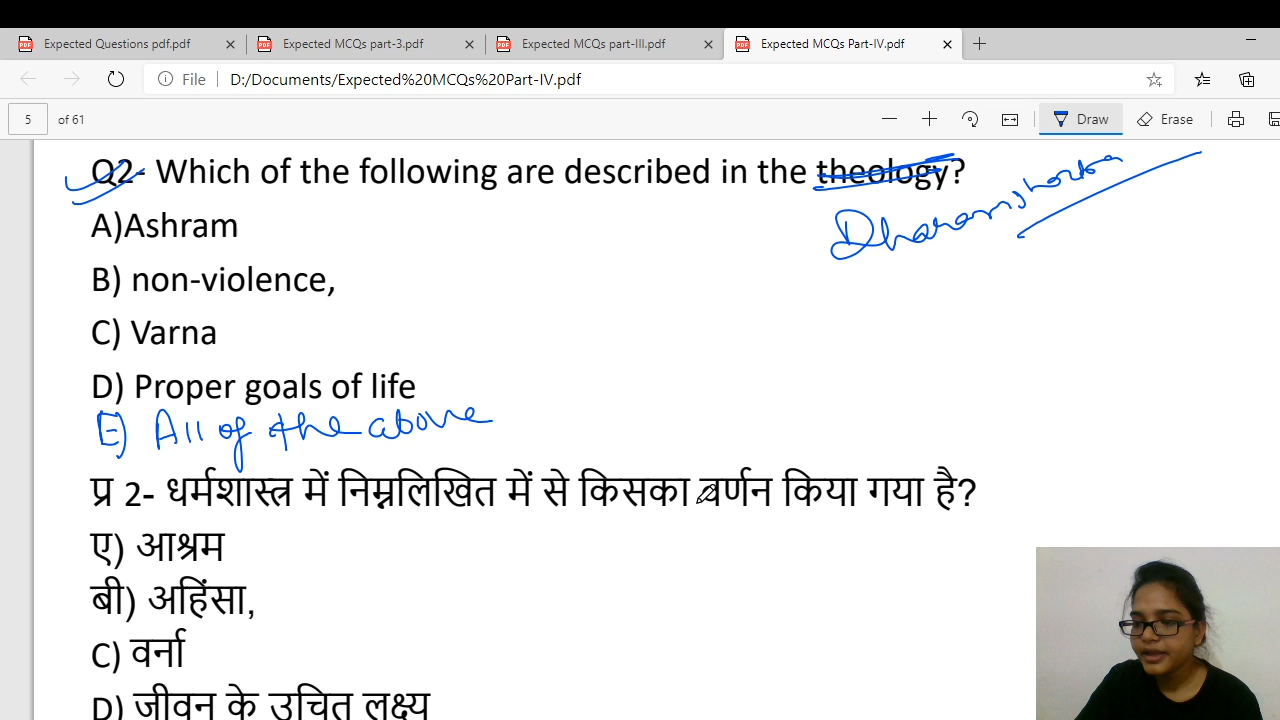 Expected Questions pdf.pdf
Expected MCQs part-3.pdf
Expected MCQs part-III.pdf
Expected MCQs Part-IV.pdf
File
D:/Documents/Expected%20MCQs%20Part-IV.pdf
5 of 61
Draw
Erase
Q2- Which of the following are described in the theology?
Dharamshastra
A)Ashram
B) non-violence,
C) Varna
D) Proper goals of life
E) All of the above
प्र 2- धर्मशास्त्र में निम्नलिखित में से किसका वर्णन किया गया है?
ए) आश्रम
बी) अहिंसा,
C) वर्ना
D) जीवन के उचित लक्ष्य